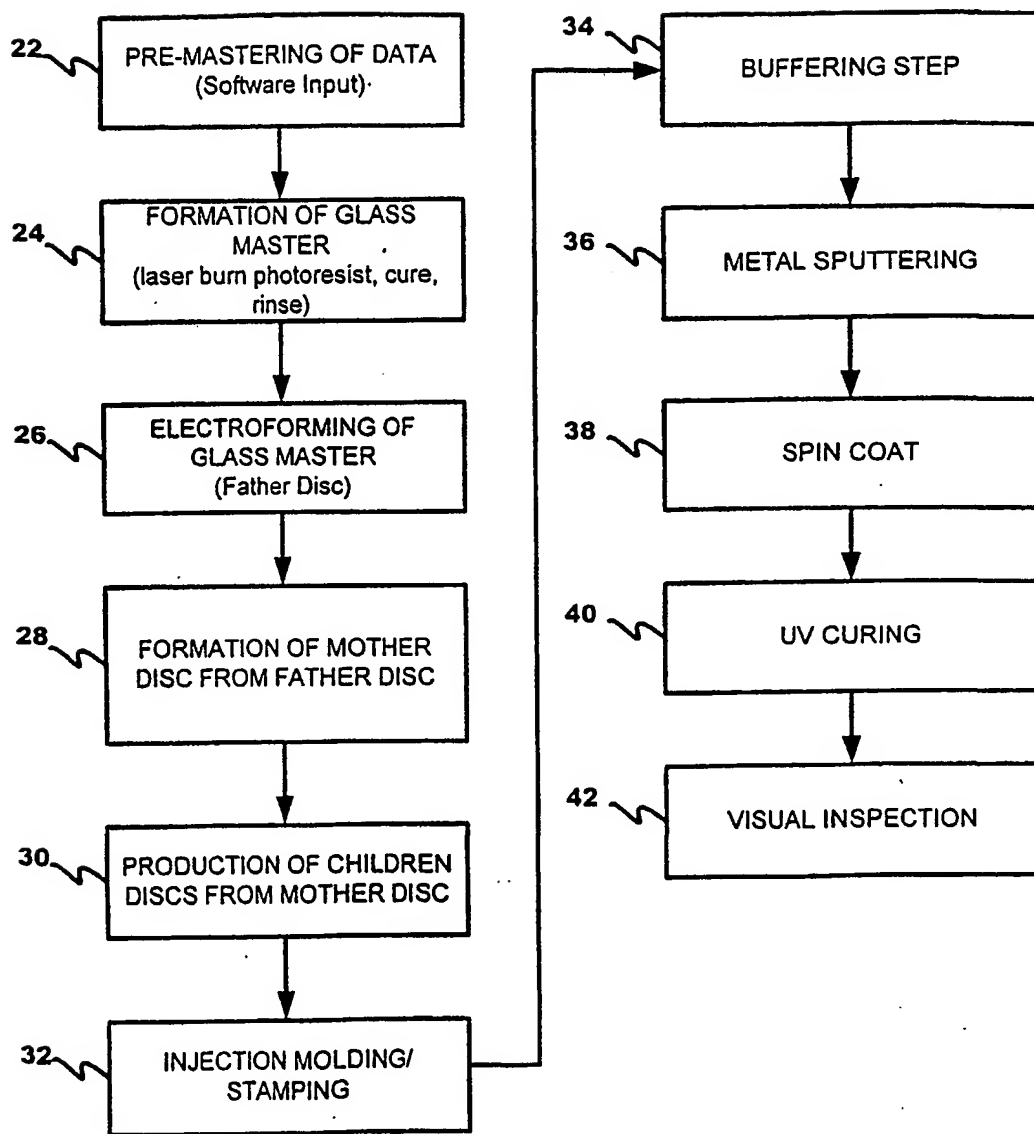 22
PRE-MASTERING OF DATA
(Software Input)
24
FORMATION OF GLASS
MASTER
(laser burn photoresist, cure,
rinse)
26
ELECTROFORMING OF
GLASS MASTER
(Father Disc)
28
FORMATION OF MOTHER
DISC FROM FATHER DISC
30
PRODUCTION OF CHILDREN
DISCS FROM MOTHER DISC
32
INJECTION MOLDING/
STAMPING
34
BUFFERING STEP
36
METAL SPUTTERING
38
SPIN COAT
40
UV CURING
42
VISUAL INSPECTION